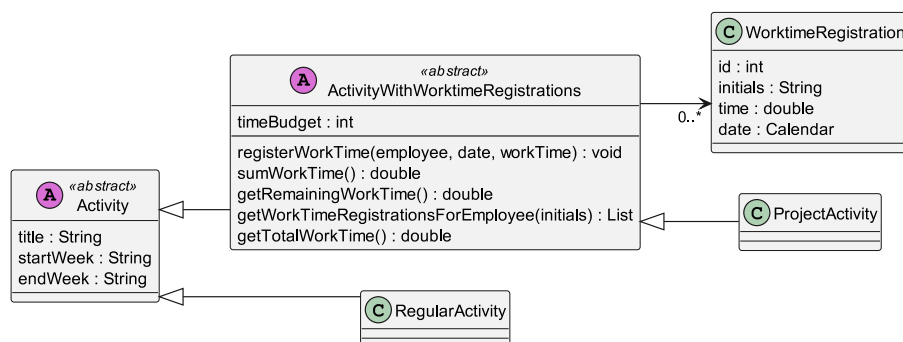 C WorktimeRegistration
id : int
initials : String
time : double
date : Calendar
«abstract»
A ActivityWithWorktimeRegistrations
timeBudget : int
registerWorkTime(employee, date, workTime) : void
sumWorkTime() : double
getRemainingWorkTime() : double
getWorkTimeRegistrationsForEmployee(initials) : List
getTotalWorkTime() : double
0..*
«abstract»
A Activity
title : String
startWeek : String
endWeek : String
C ProjectActivity
C RegularActivity